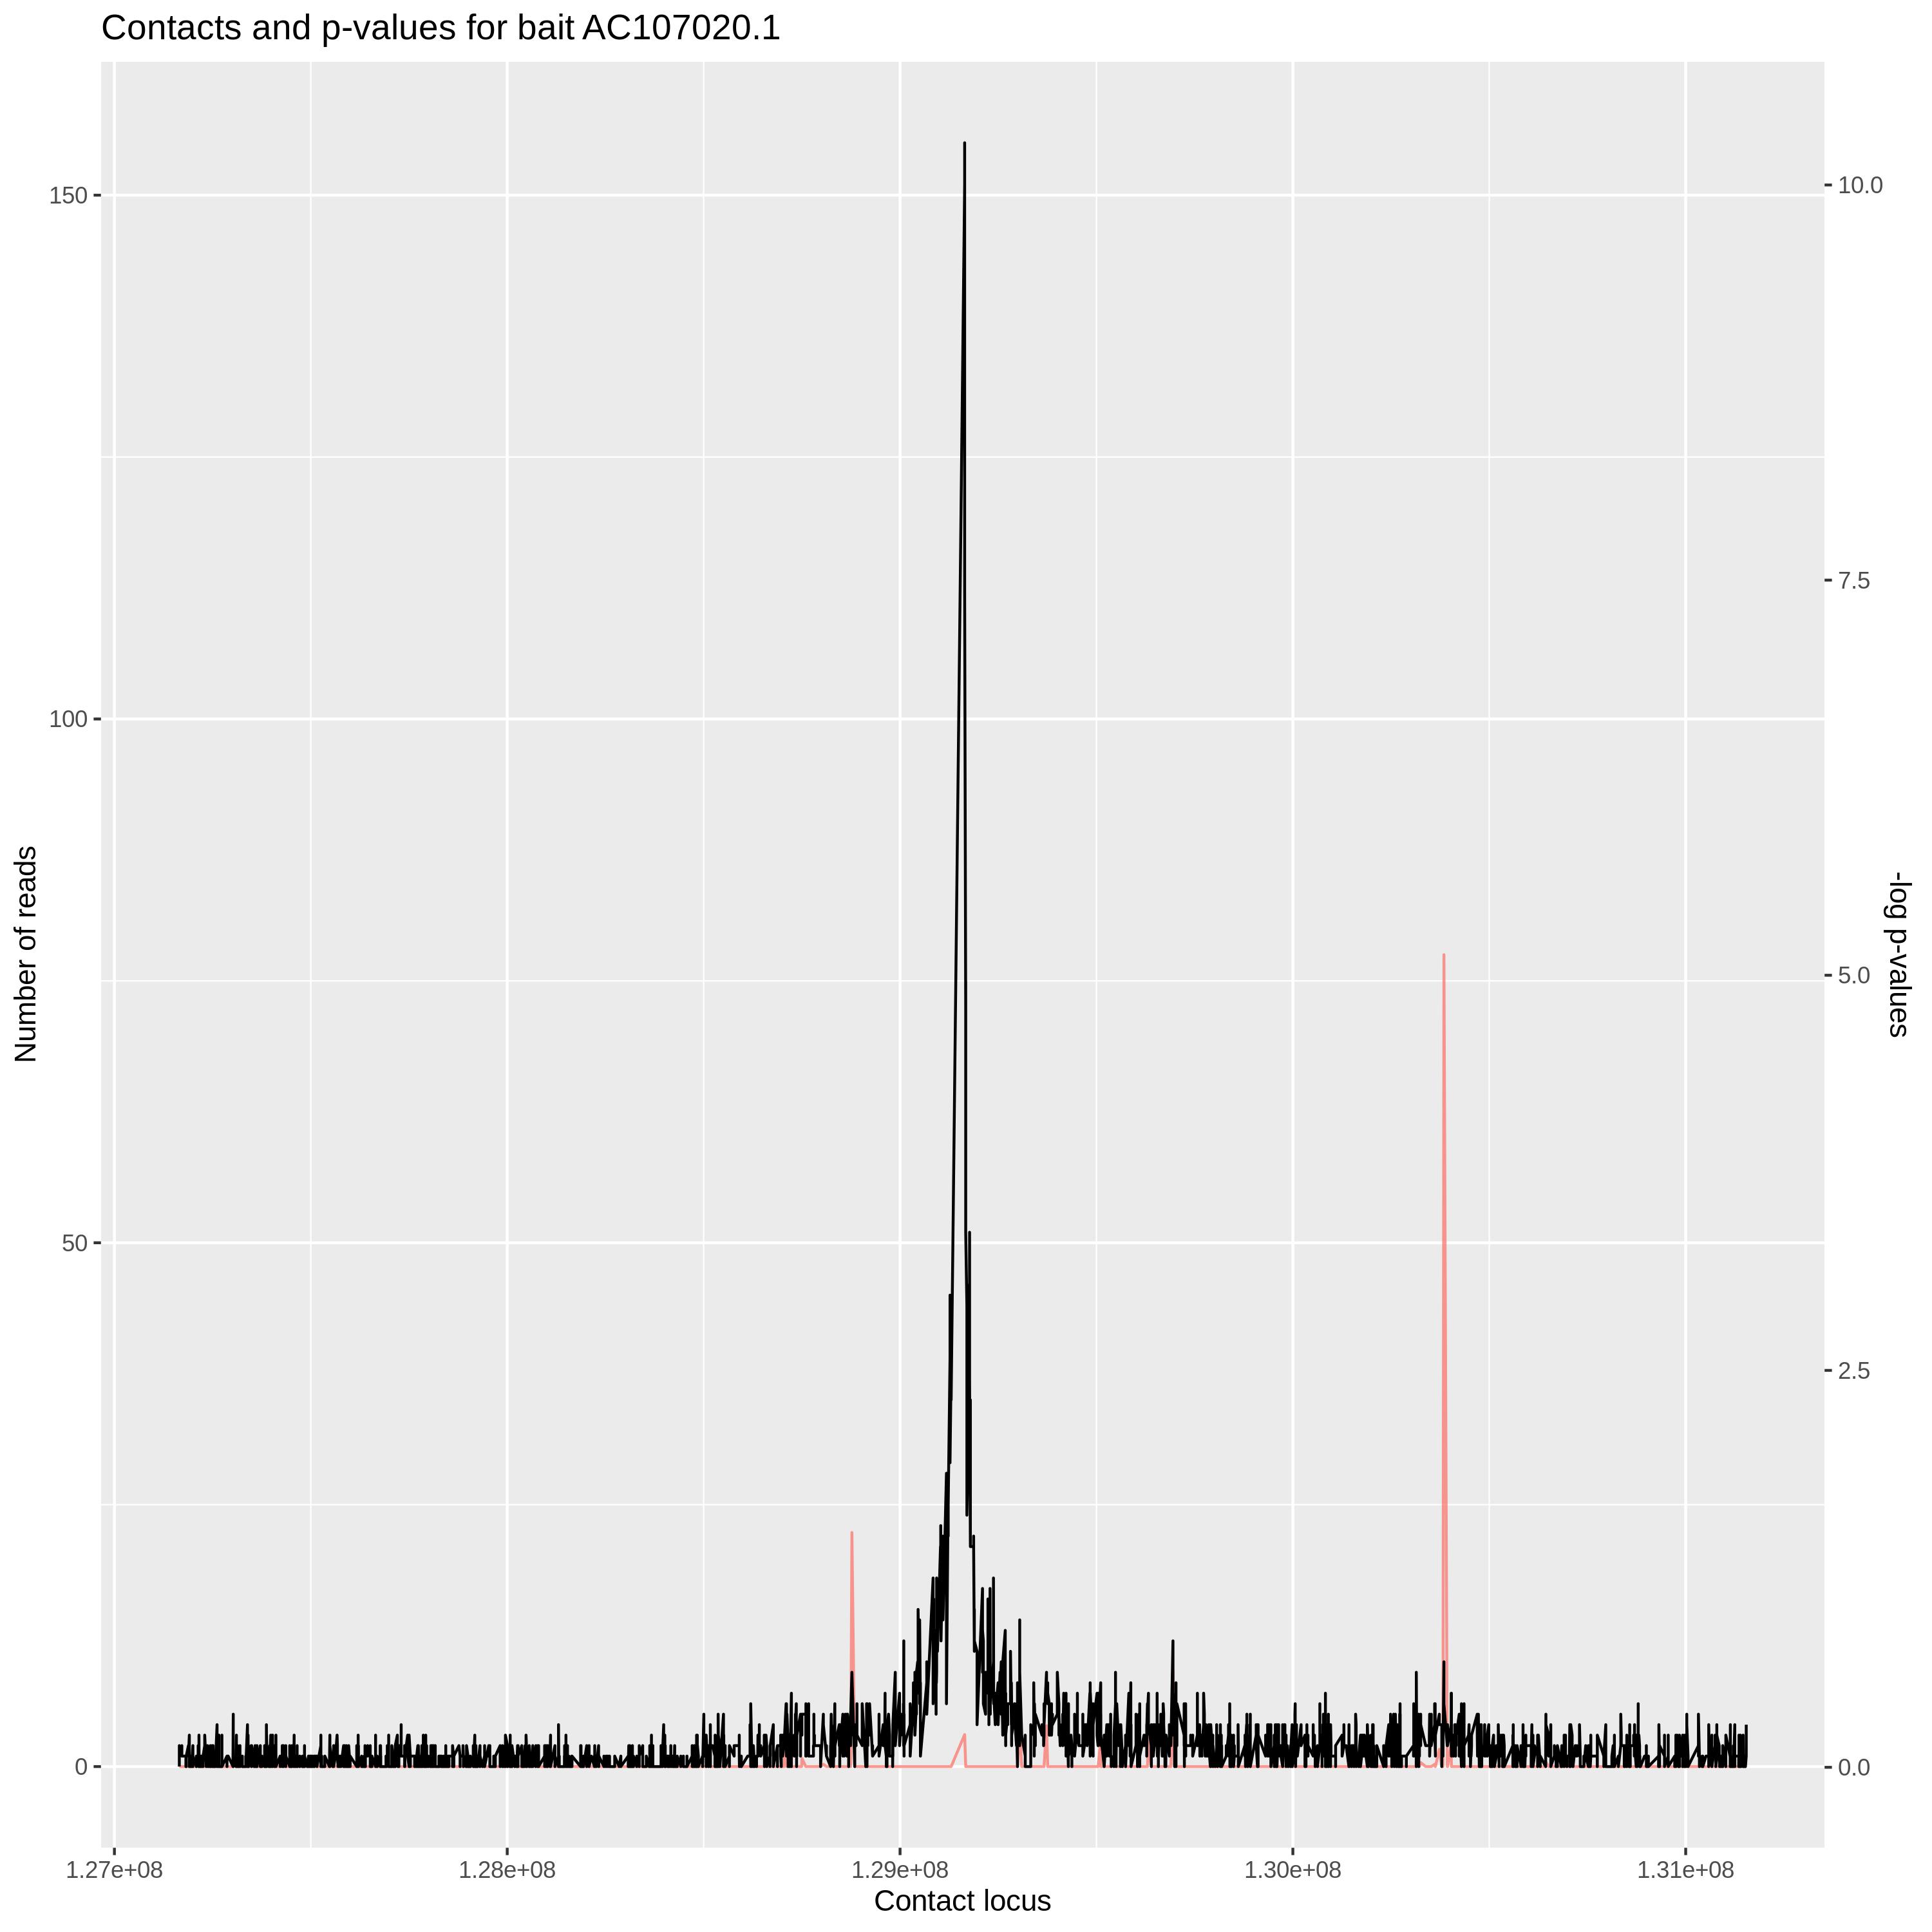 Contacts and p-values for bait AC107020.1
150
100
50
0
Number of reads
10.0
7.5
5.0
2.5
0.0
-log p-values
1.27e+08
1.28e+08
1.29e+08
1.30e+08
1.31e+08
Contact locus